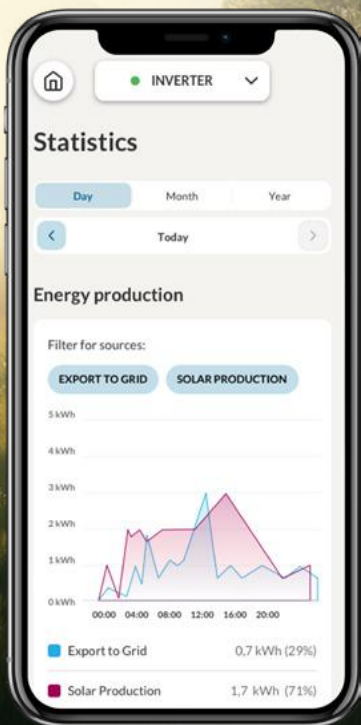 INVERTER
Statistics
Day Month Year
Today
Energy production
Filter for sources:
EXPORT TO GRID SOLAR PRODUCTION
5 kWh
4 kWh
3 kWh
2 kWh
1 kWh
0 kWh
00:00 04:00 08:00 12:00 16:00 20:00
Export to Grid 0,7 kWh (29%)
Solar Production 1,7 kWh (71%)